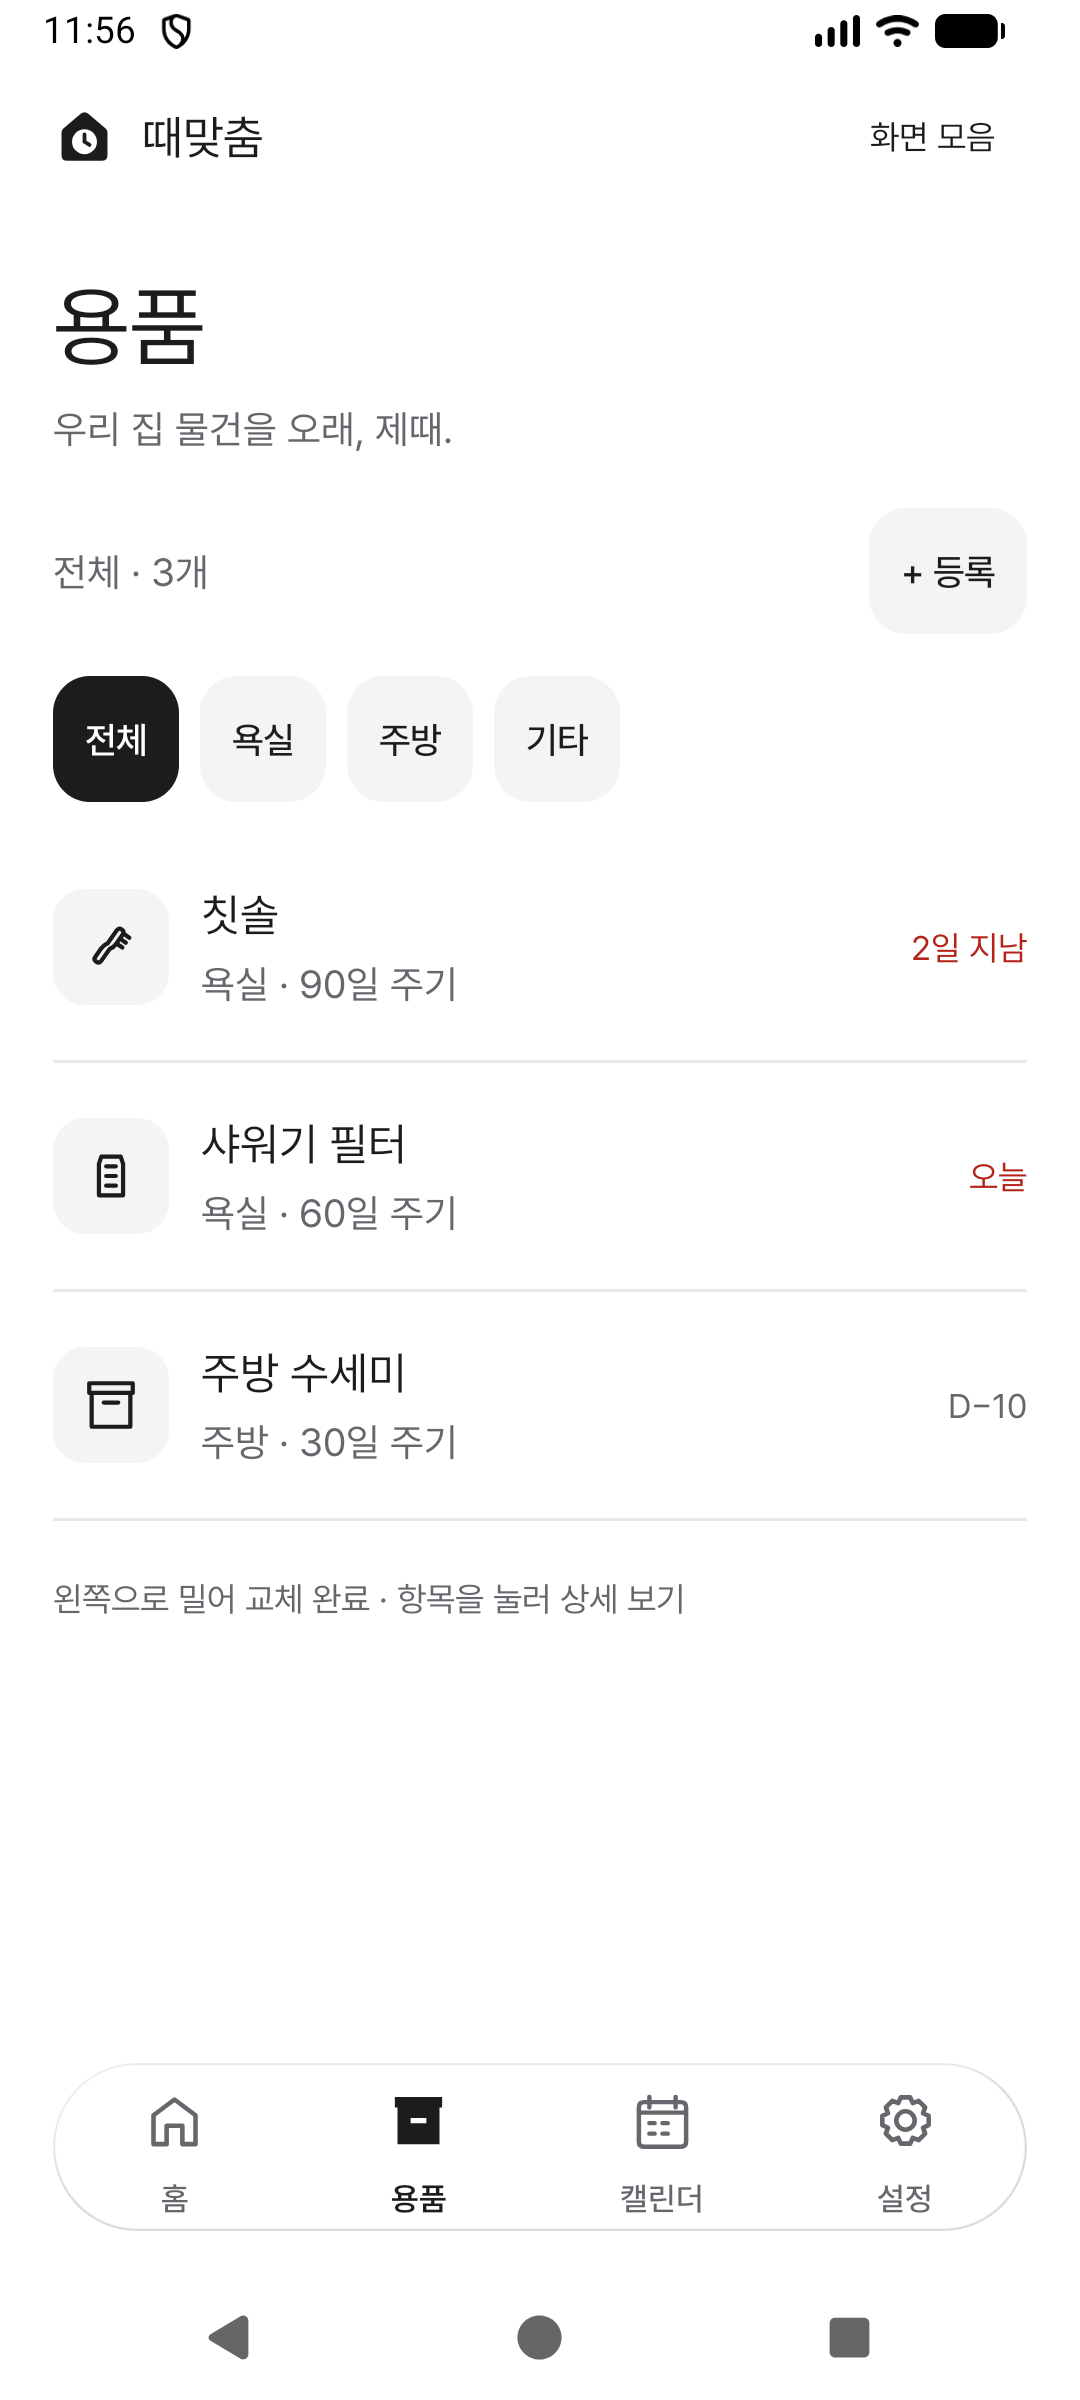 11:56
때맞춤
화면 모음
용품
우리 집 물건을 오래, 제때.
전체 · 3개
+ 등록
전체
욕실
주방
기타
칫솔
욕실 · 90일 주기
2일 지남
샤워기 필터
욕실 · 60일 주기
오늘
주방 수세미
주방 · 30일 주기
D−10
왼쪽으로 밀어 교체 완료 · 항목을 눌러 상세 보기
홈
용품
캘린더
설정